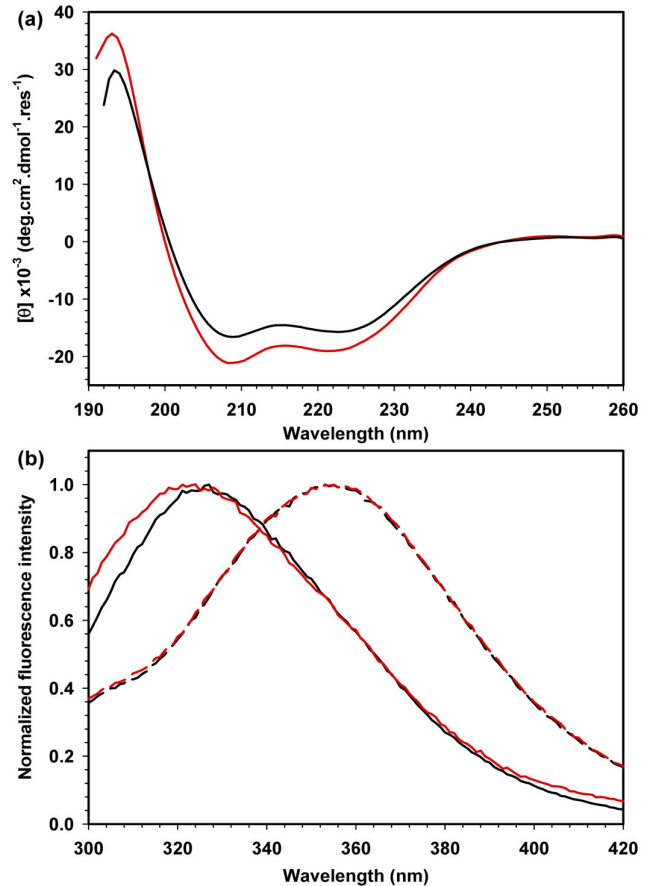 (a)
40
30
20
10
0
-10
-20
[θ] x10⁻³ (deg.cm².dmol⁻¹.res⁻¹)
190 200 210 220 230 240 250 260
Wavelength (nm)
(b)
1.0
0.8
0.6
0.4
0.2
0.0
Normalized fluorescence intensity
300 320 340 360 380 400 420
Wavelength (nm)